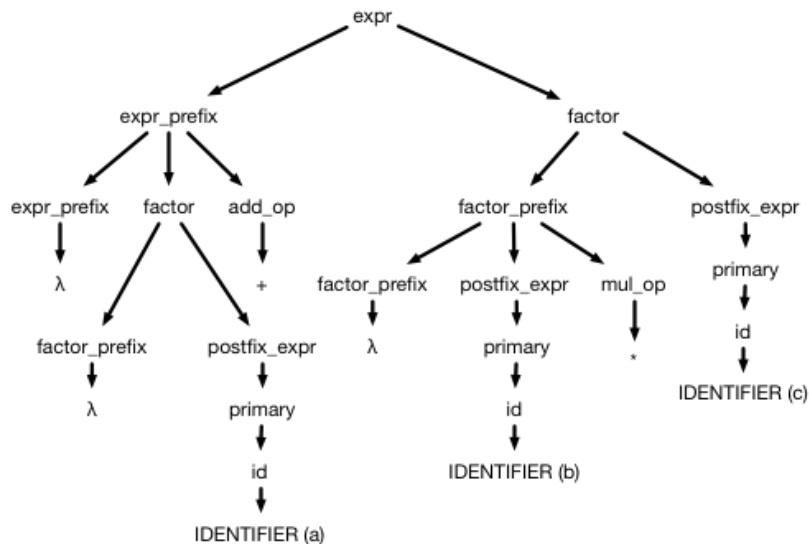 expr
expr_prefix factor
expr_prefix factor add_op factor_prefix postfix_expr
λ + factor_prefix postfix_expr mul_op primary
factor_prefix postfix_expr λ primary * id
λ primary id IDENTIFIER (c)
id IDENTIFIER (b)
IDENTIFIER (a)